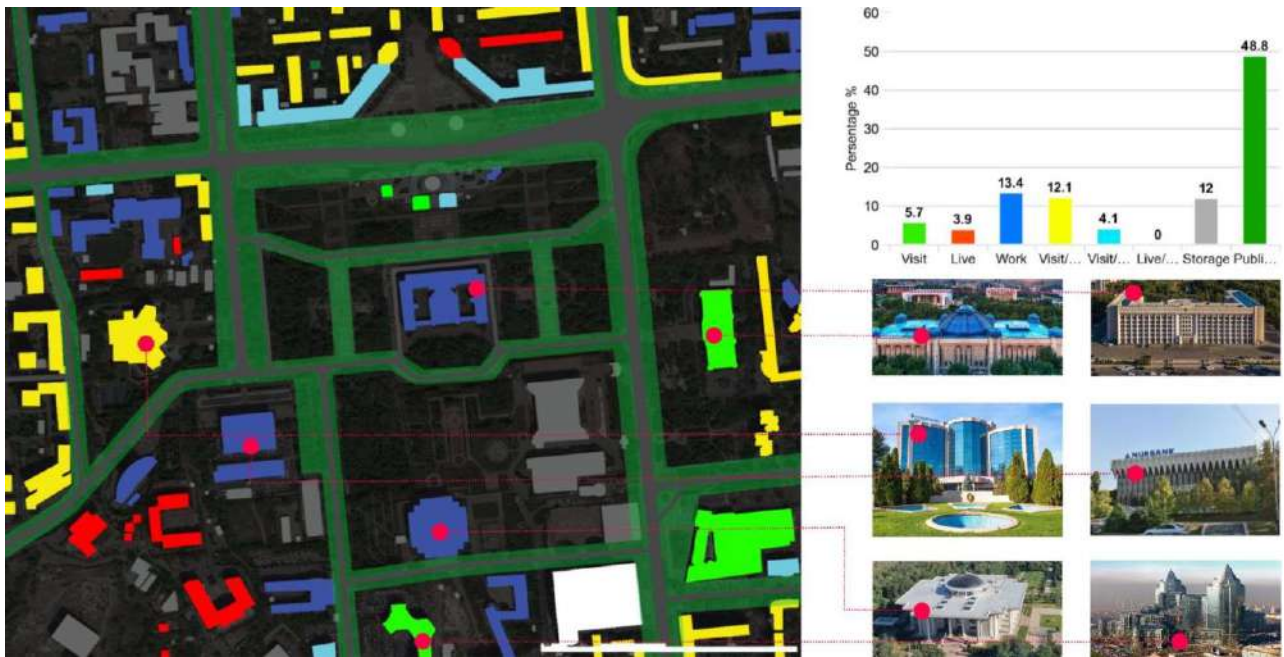 60
50
40
30
20
10
0
Persentage %
5.7
3.9
13.4
12.1
4.1
0
12
48.8
Visit
Live
Work
Visit/...
Visit/...
Live/...
Storage
Publi...
NURBANK